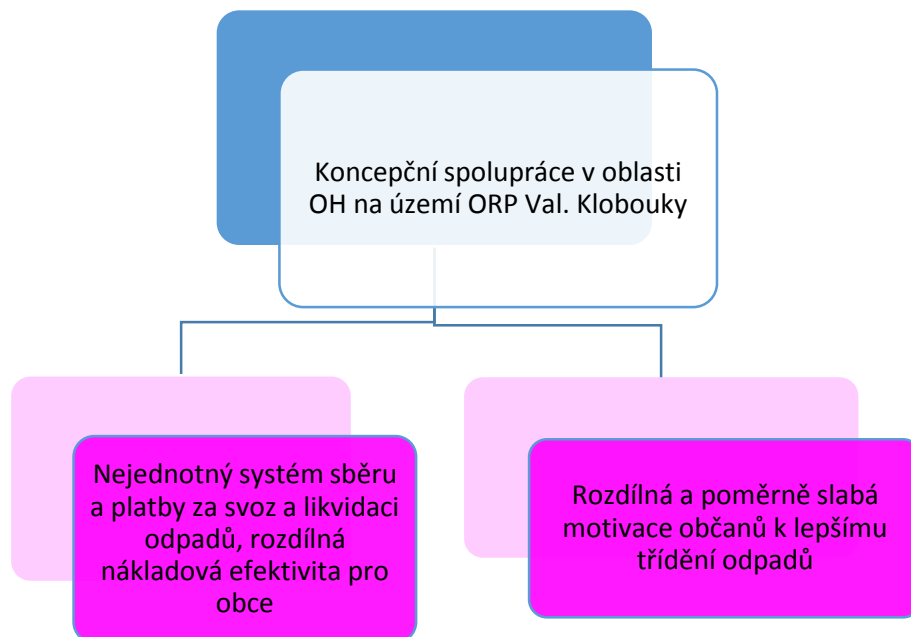 Koncepční spolupráce v oblasti
OH na území ORP Val. Klobouky
Nejednotný systém sběru
a platby za svoz a likvidaci
odpadů, rozdílná
nákladová efektivita pro
obce
Rozdílná a poměrně slabá
motivace občanů k lepšímu
třídění odpadů